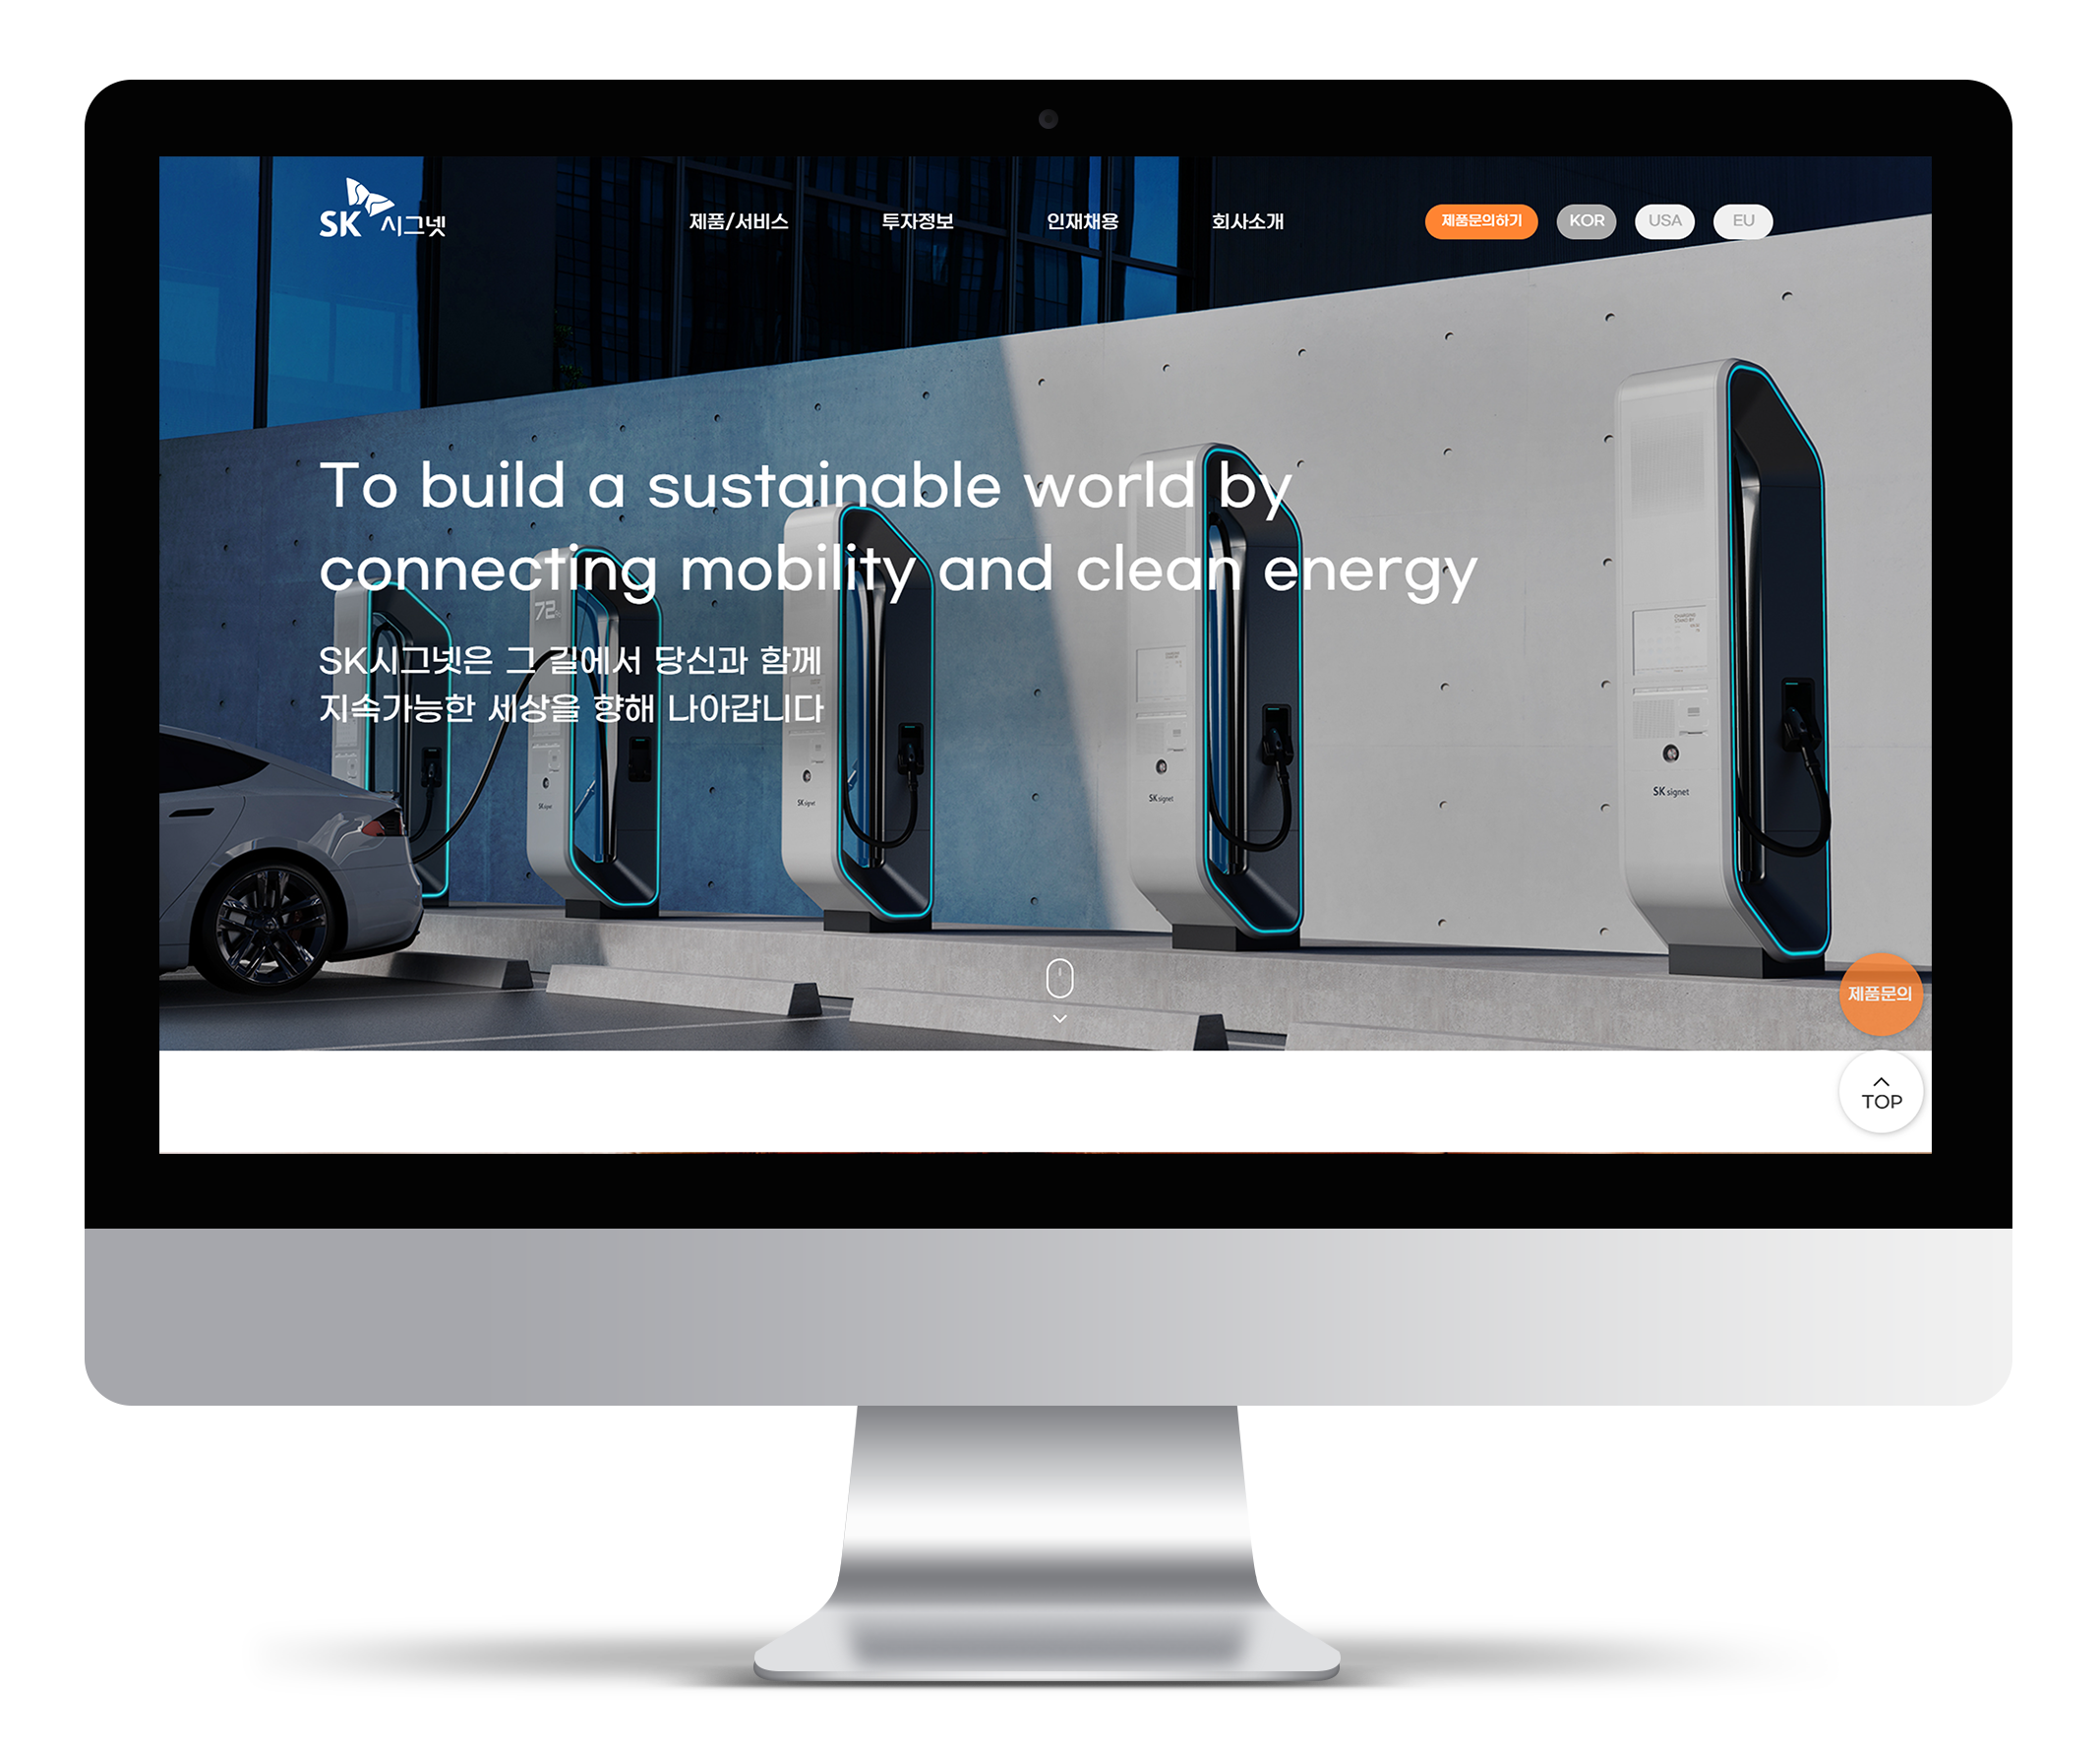 SK 시그넷
제품/서비스
투자정보
인재채용
회사소개
제품문의하기
KOR
USA
EU
To build a sustainable world by
connecting mobility and clean energy
SK시그넷은 그 길에서 당신과 함께
지속가능한 세상을 향해 나아갑니다
72
SK signet
SK signet
SK signet
SK signet
제품문의
TOP